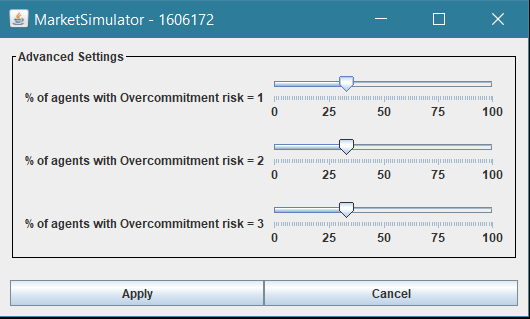 MarketSimulator - 1606172
Advanced Settings
% of agents with Overcommitment risk = 1
0 25 50 75 100
% of agents with Overcommitment risk = 2
0 25 50 75 100
% of agents with Overcommitment risk = 3
0 25 50 75 100
Apply Cancel